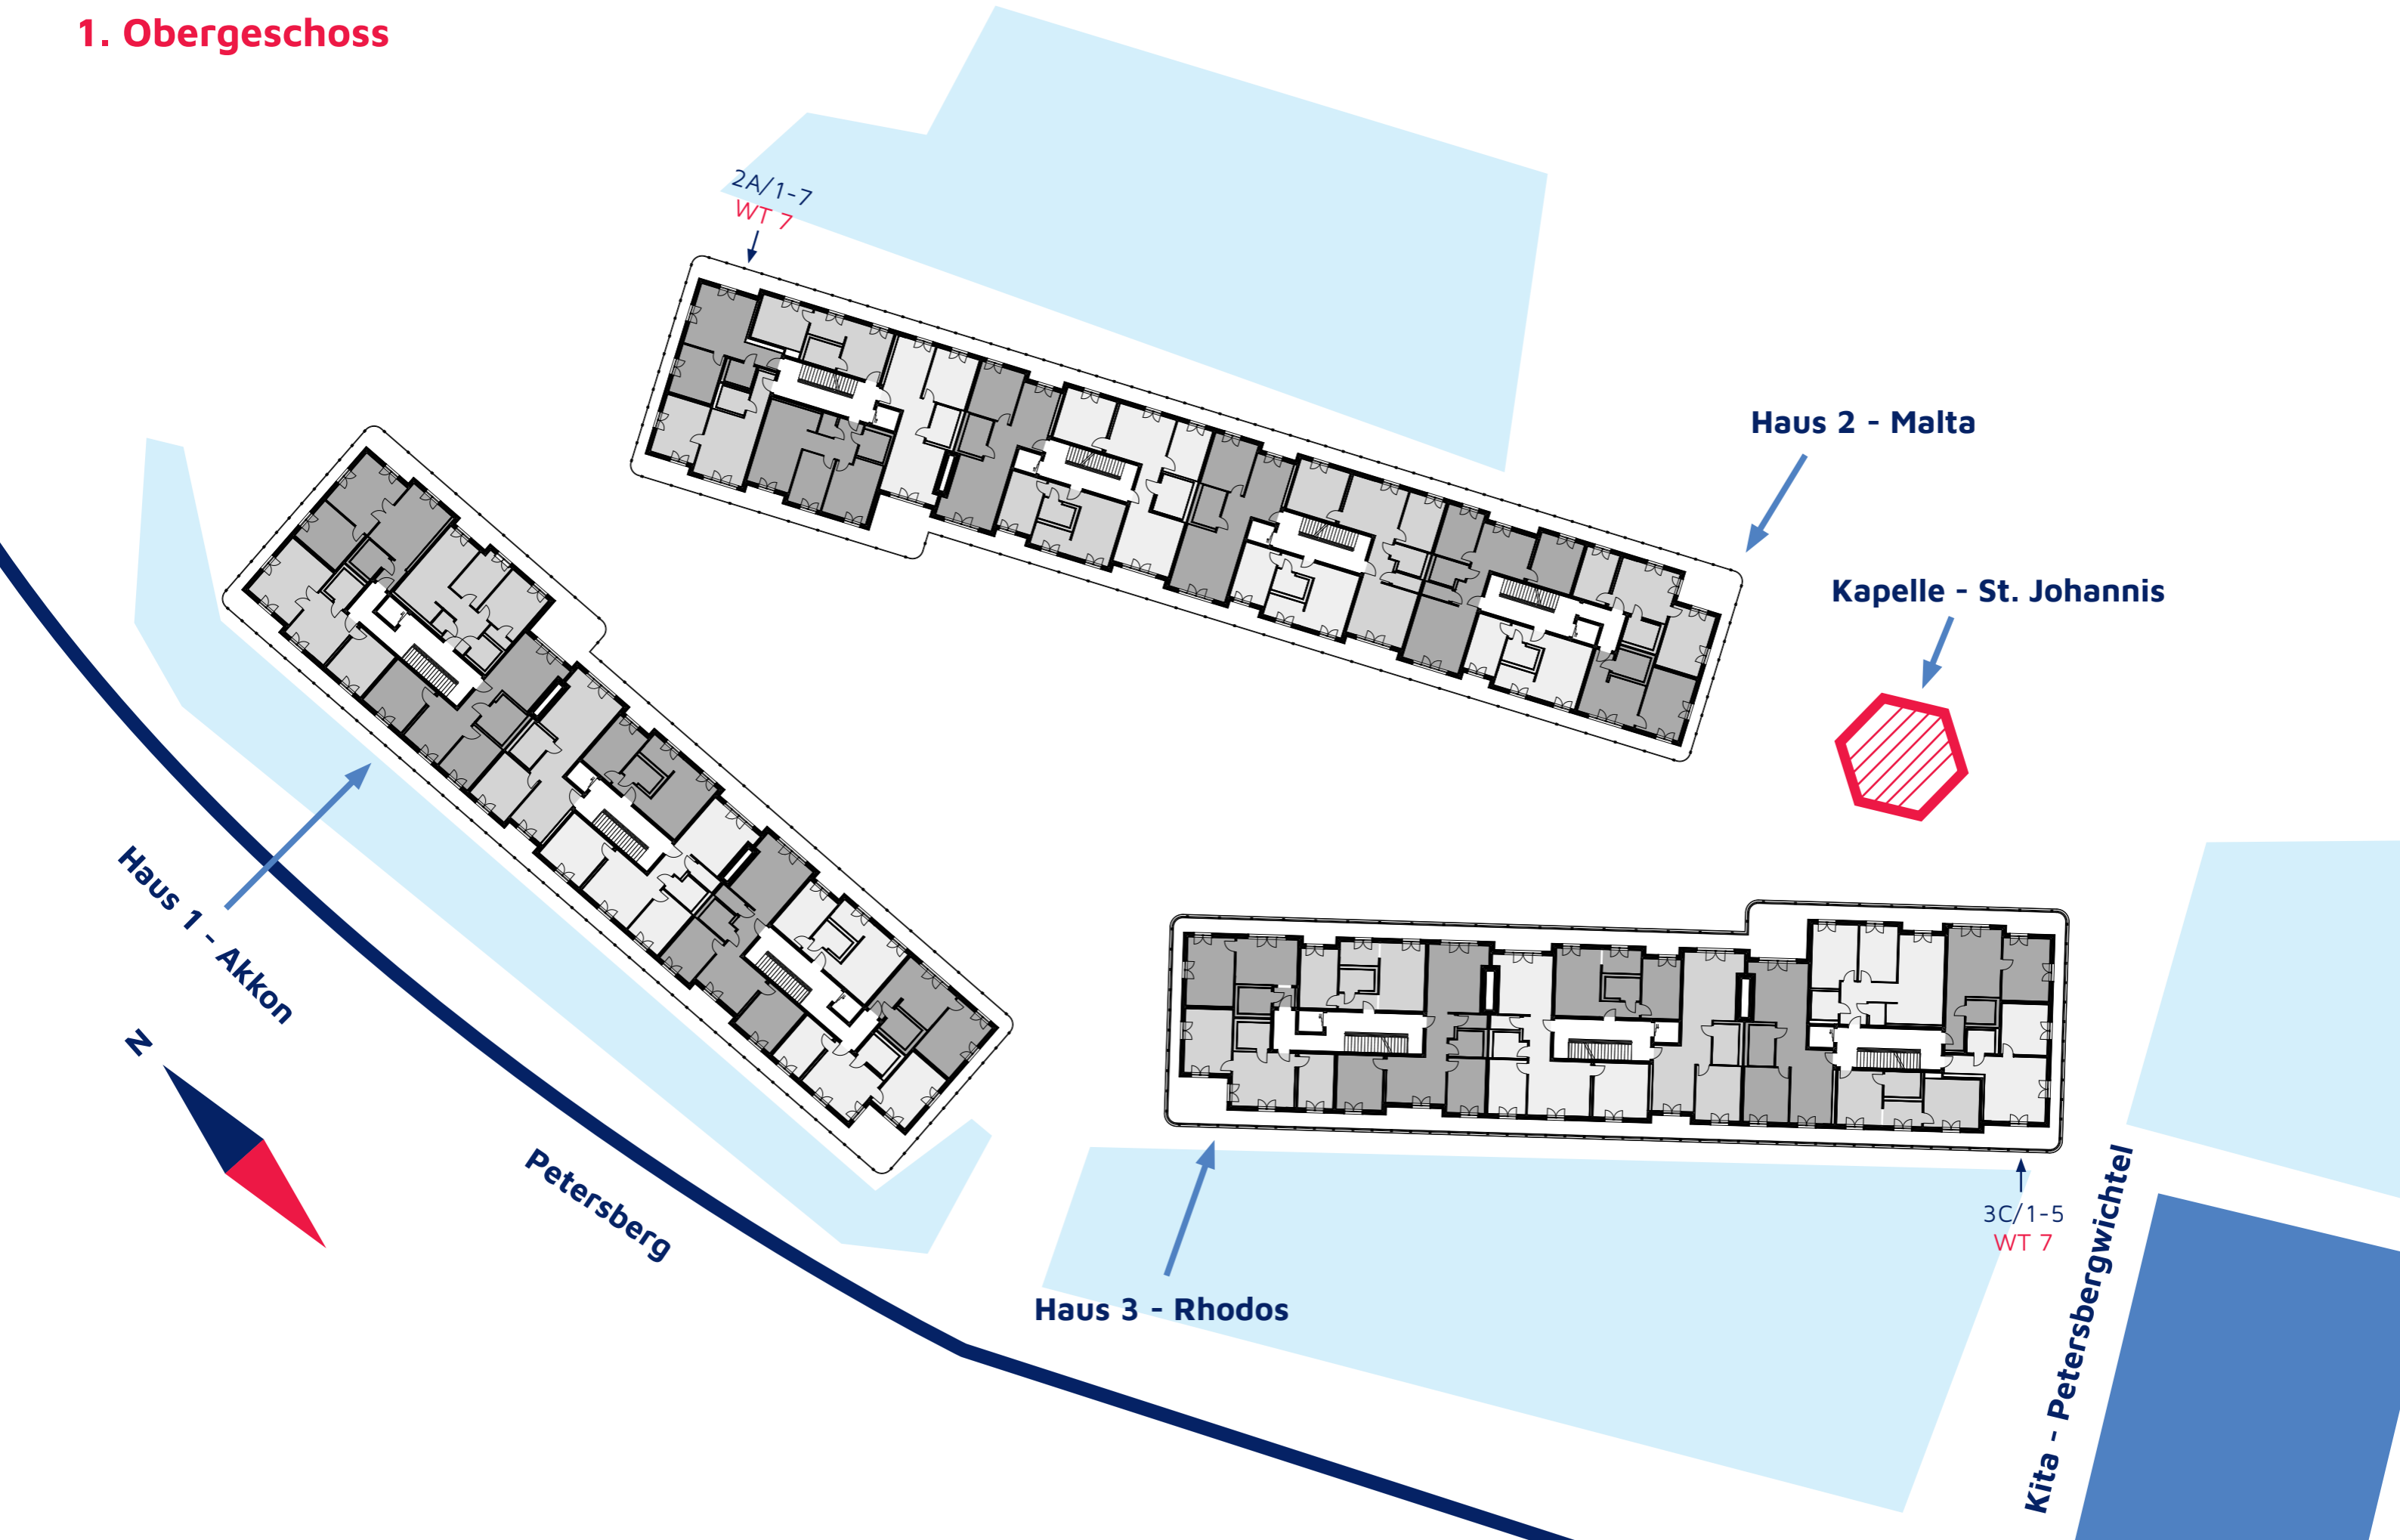 1. Obergeschoss
2A/1-7
WT 7
Haus 2 - Malta
Kapelle - St. Johannis
Haus 1 - Akkon
N
Petersberg
Haus 3 - Rhodos
3C/1-5
WT 7
Kita - Petersbergwichtel